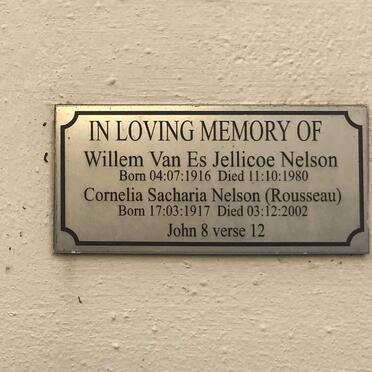 IN LOVING MEMORY OF
Willem Van Es Jellicoe Nelson
Born 04:07:1916 Died 11:10:1980
Cornelia Sacharia Nelson (Rousseau)
Born 17:03:1917 Died 03:12:2002
John 8 verse 12